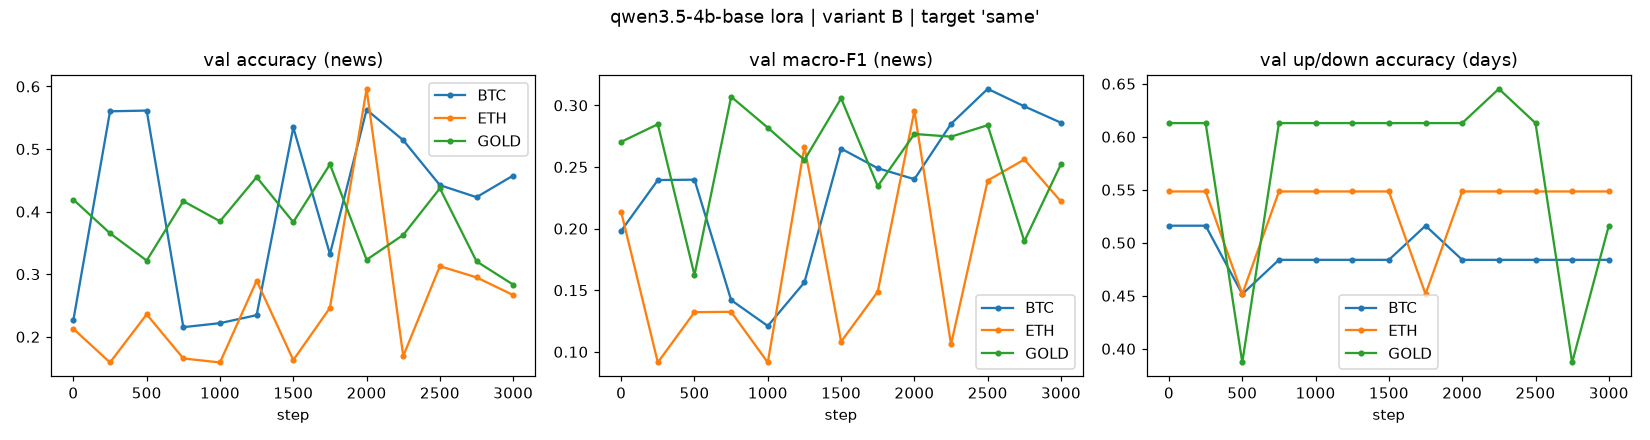 qwen3.5-4b-base lora | variant B | target 'same'
val accuracy (news)
0.6
0.5
0.4
0.3
0.2
BTC
ETH
GOLD
0 500 1000 1500 2000 2500 3000
step
val macro-F1 (news)
0.30
0.25
0.20
0.15
0.10
BTC
ETH
GOLD
0 500 1000 1500 2000 2500 3000
step
val up/down accuracy (days)
0.65
0.60
0.55
0.50
0.45
0.40
BTC
ETH
GOLD
0 500 1000 1500 2000 2500 3000
step